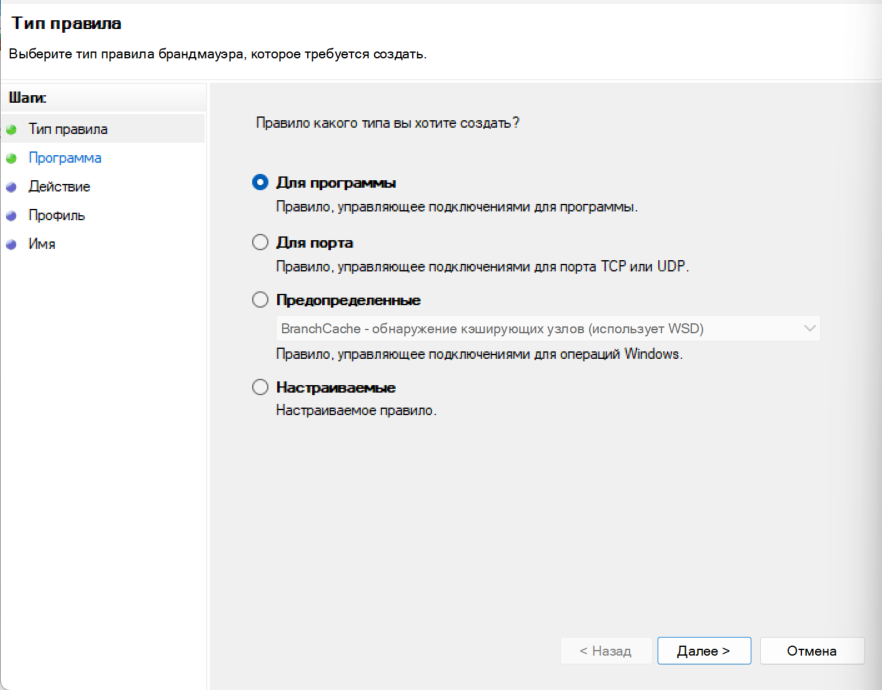 Тип правила
Выберите тип правила брандмауэра, которое требуется создать.
Шаги:
Тип правила
Программа
Действие
Профиль
Имя
Правило какого типа вы хотите создать?
Для программы
Правило, управляющее подключениями для программы.
Для порта
Правило, управляющее подключениями для порта TCP или UDP.
Предопределенные
BranchCache - обнаружение кэширующих узлов (использует WSD)
Правило, управляющее подключениями для операций Windows.
Настраиваемые
Настраиваемое правило.
< Назад
Далее >
Отмена